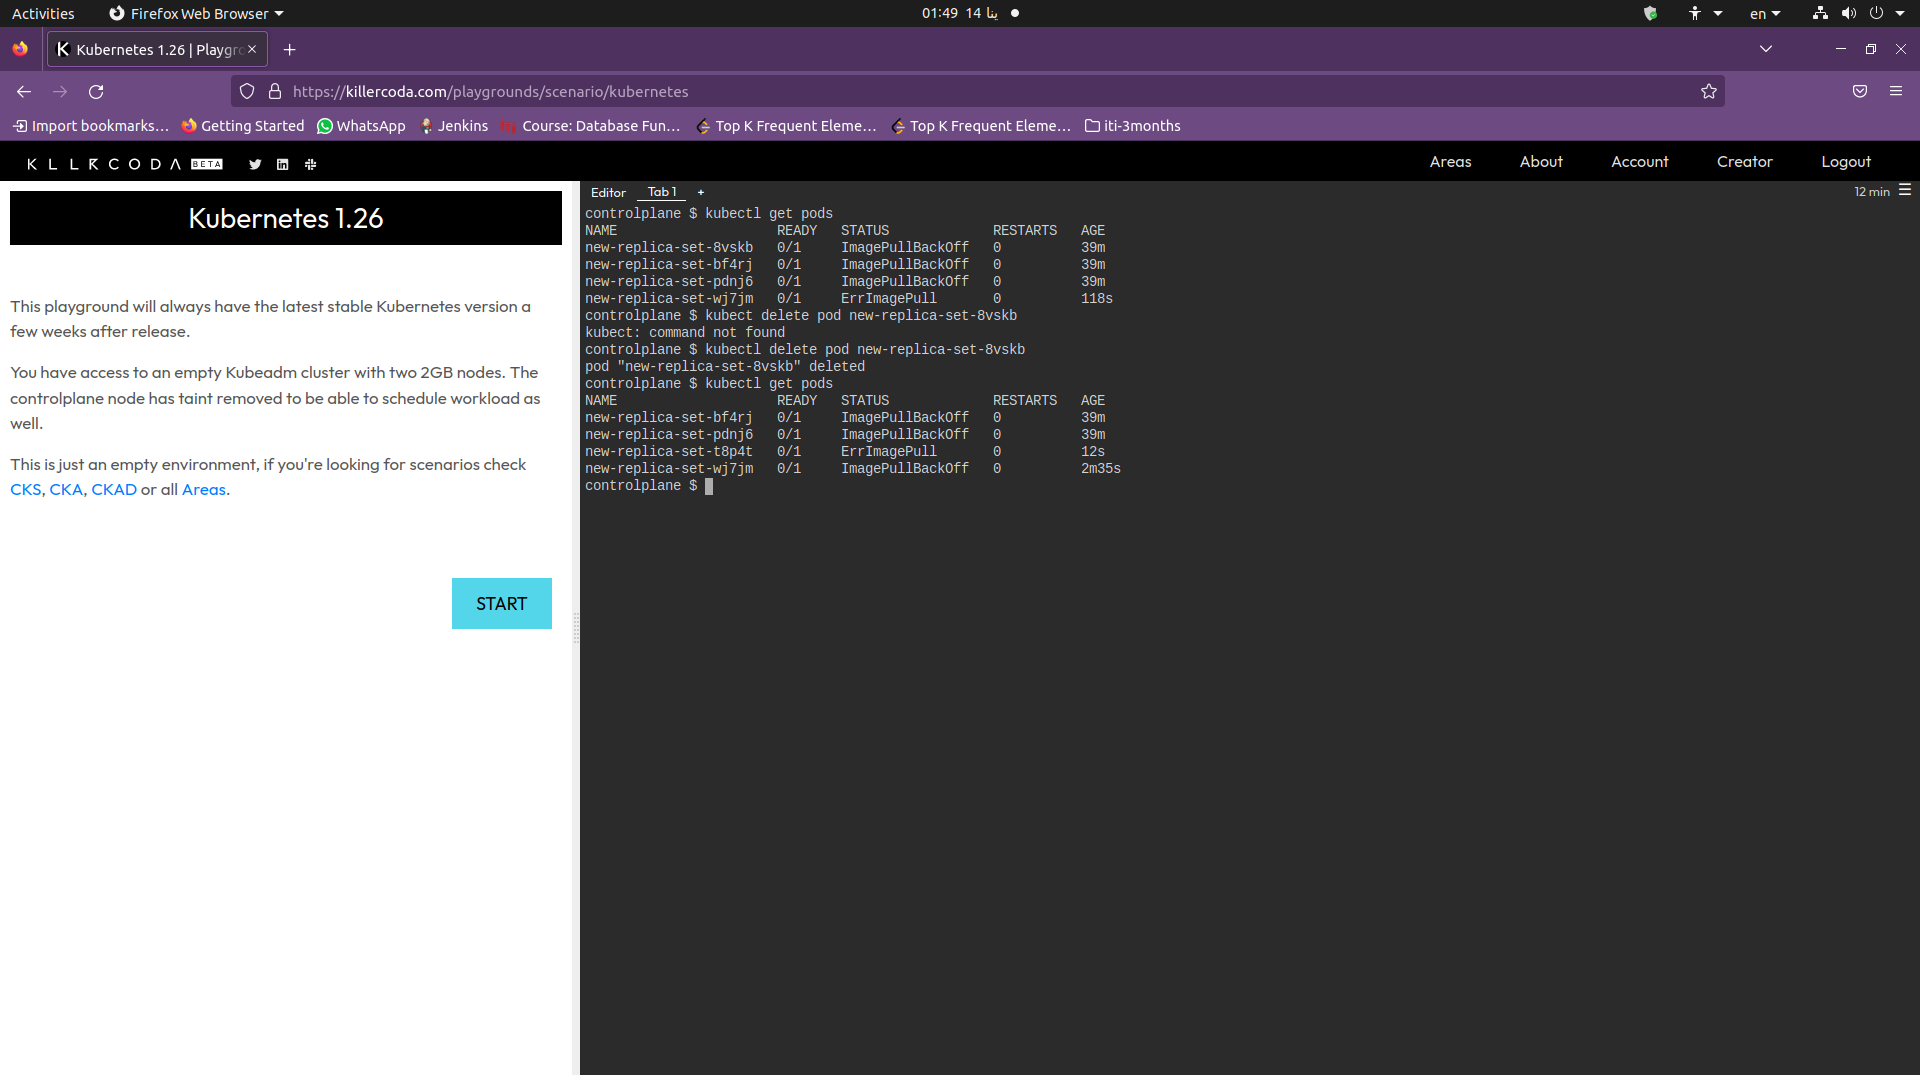 Activities
Firefox Web Browser
01:49 14 ينا
en
Kubernetes 1.26 | Playgro
https://killercoda.com/playgrounds/scenario/kubernetes
Import bookmarks...
Getting Started
WhatsApp
Jenkins
Course: Database Fun...
Top K Frequent Eleme...
Top K Frequent Eleme...
iti-3months
KILLERCODA BETA
Areas
About
Account
Creator
Logout
Kubernetes 1.26
This playground will always have the latest stable Kubernetes version a
few weeks after release.
You have access to an empty Kubeadm cluster with two 2GB nodes. The
controlplane node has taint removed to be able to schedule workload as
well.
This is just an empty environment, if you're looking for scenarios check
CKS, CKA, CKAD or all Areas.
START
Editor
Tab 1
+
12 min
controlplane $ kubectl get pods
NAME READY STATUS RESTARTS AGE
new-replica-set-8vskb 0/1 ImagePullBackOff 0 39m
new-replica-set-bf4rj 0/1 ImagePullBackOff 0 39m
new-replica-set-pdnj6 0/1 ImagePullBackOff 0 39m
new-replica-set-wj7jm 0/1 ErrImagePull 0 118s
controlplane $ kubect delete pod new-replica-set-8vskb
kubect: command not found
controlplane $ kubectl delete pod new-replica-set-8vskb
pod "new-replica-set-8vskb" deleted
controlplane $ kubectl get pods
NAME READY STATUS RESTARTS AGE
new-replica-set-bf4rj 0/1 ImagePullBackOff 0 39m
new-replica-set-pdnj6 0/1 ImagePullBackOff 0 39m
new-replica-set-t8p4t 0/1 ErrImagePull 0 12s
new-replica-set-wj7jm 0/1 ImagePullBackOff 0 2m35s
controlplane $